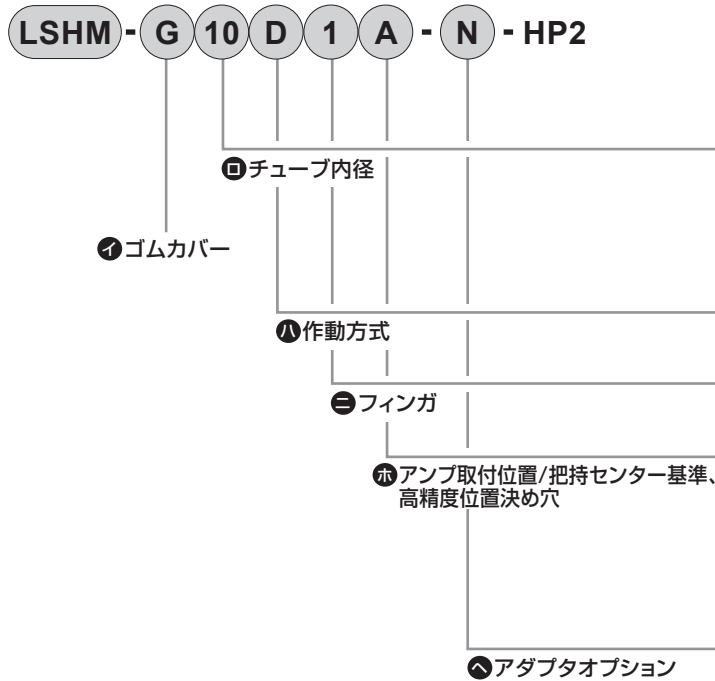 LSHM-G10D1A-N-HP2
ロチューブ内径
イゴムカバー
ハ作動方式
ニフィンガ
ホアンプ取付位置/把持センター基準、
高精度位置決め穴
ヘアダプタオプション